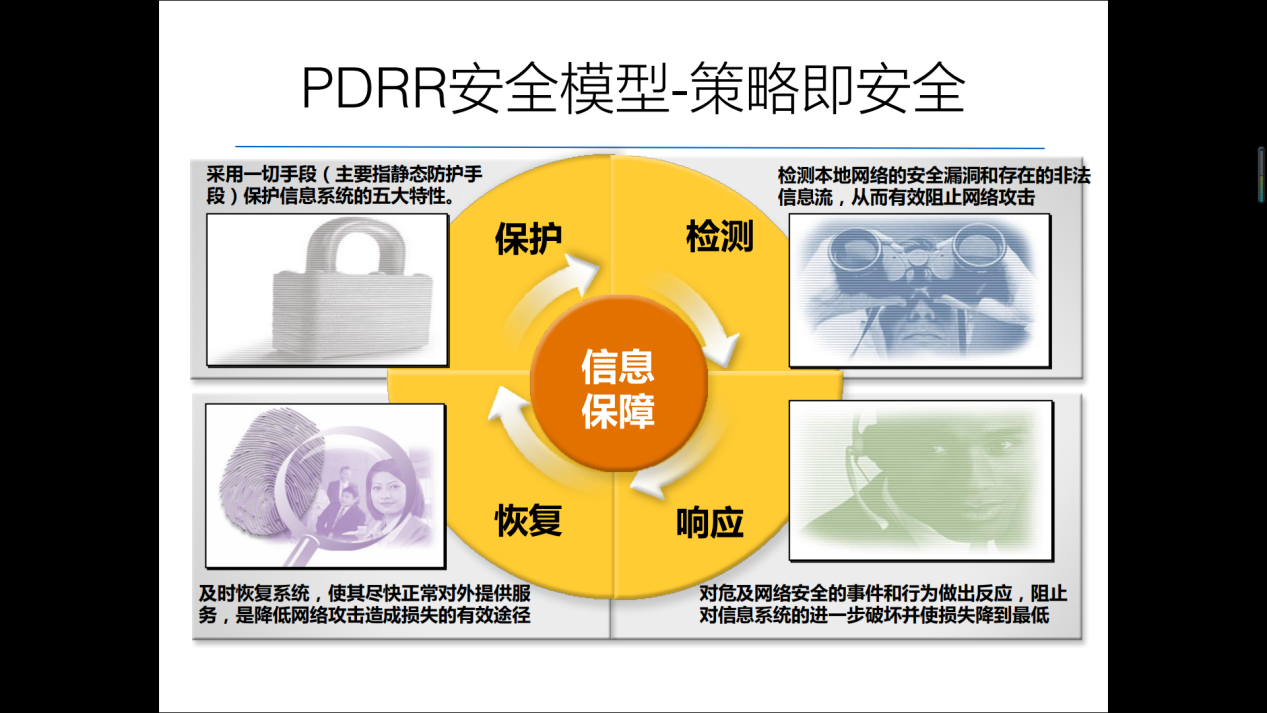 PDRR安全模型-策略即安全
采用一切手段（主要指静态防护手
段）保护信息系统的五大特性。
检测本地网络的安全漏洞和存在的非法
信息流，从而有效阻止网络攻击
保护
检测
信息
保障
恢复
响应
及时恢复系统，使其尽快正常对外提供服
务，是降低网络攻击造成损失的有效途径
对危及网络安全的事件和行为做出反应，阻止
对信息系统的进一步破坏并使损失降到最低